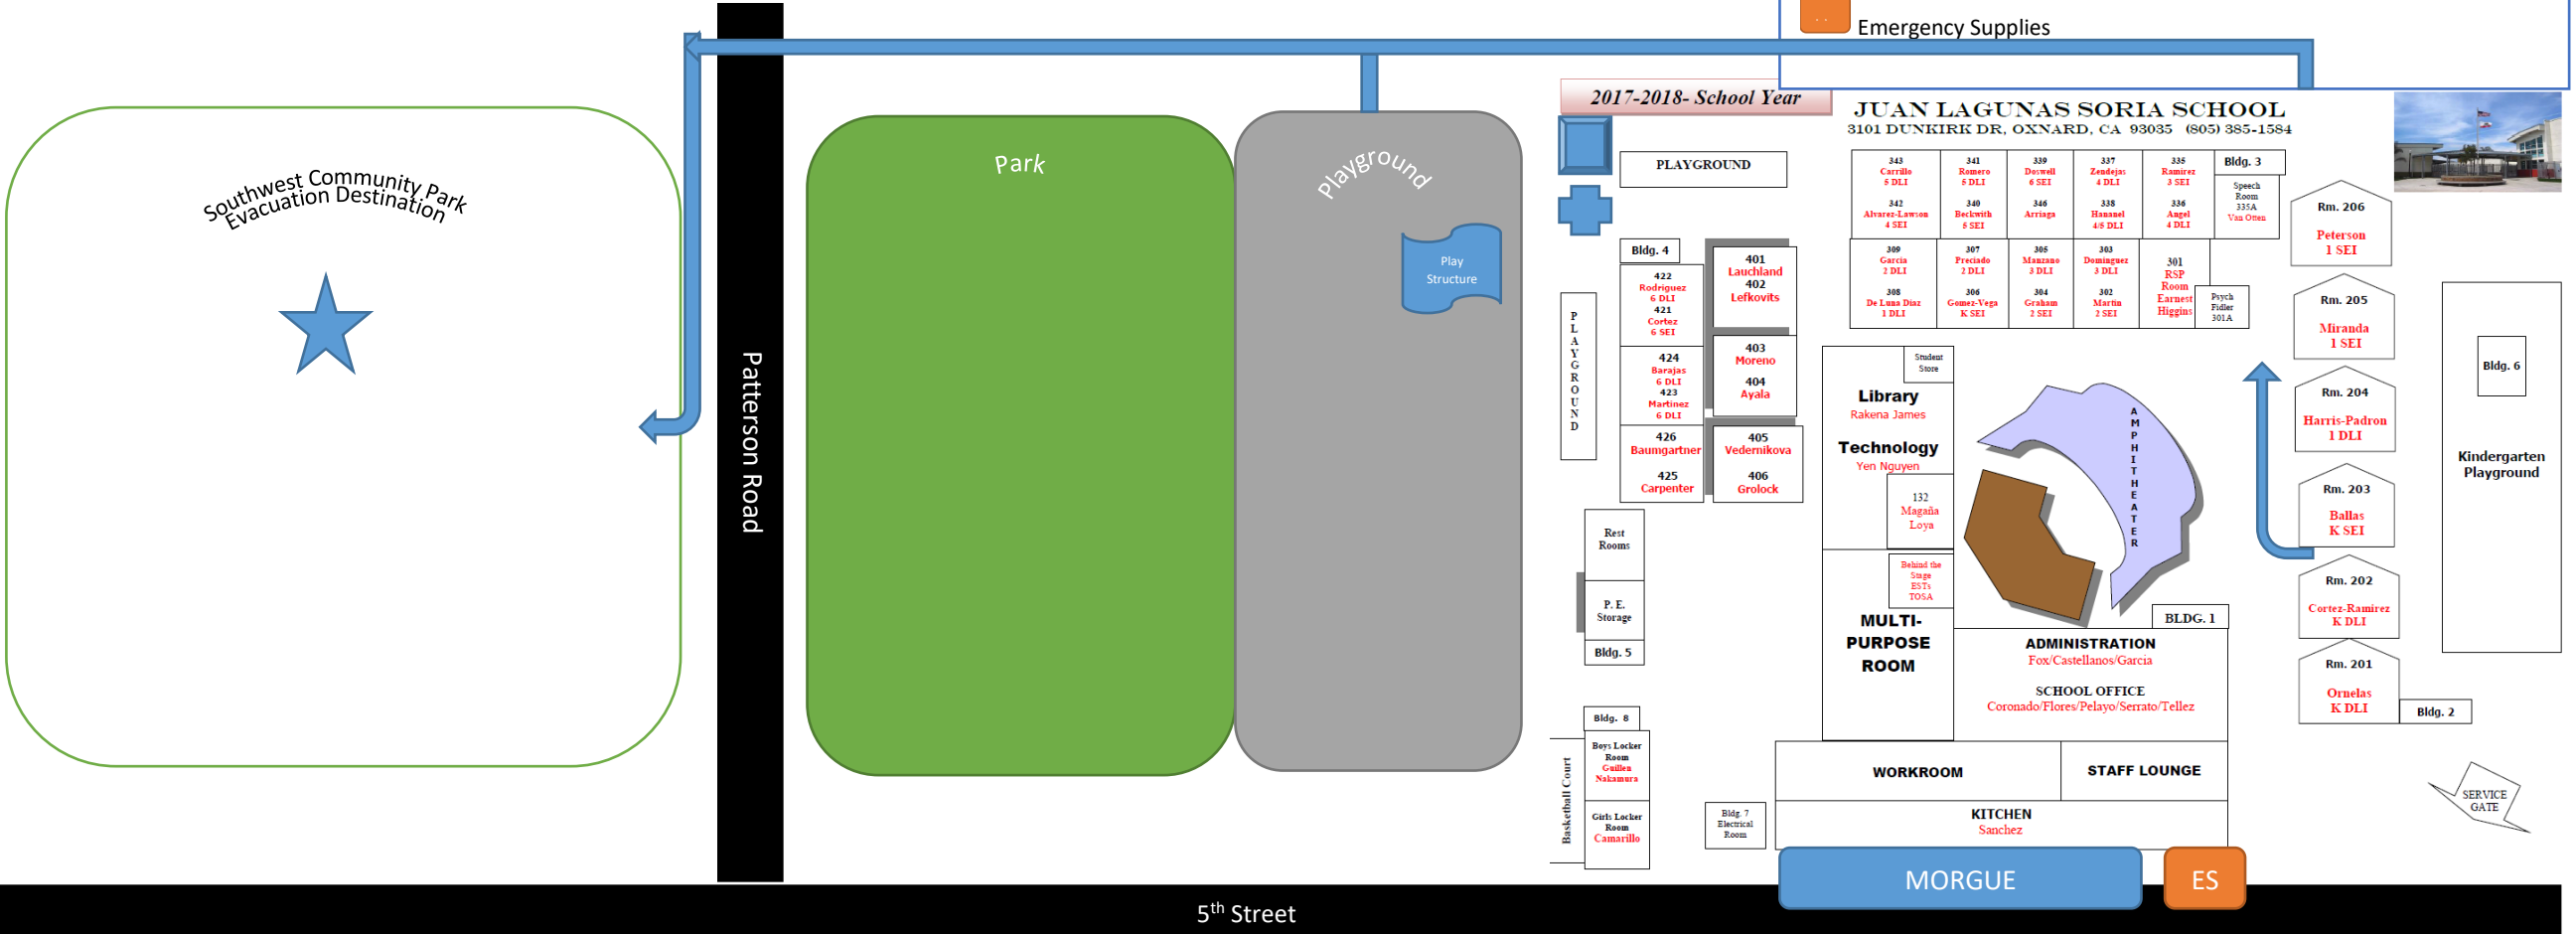 Emergency Supplies
2017-2018- School Year
JUAN LAGUNAS SORIA SCHOOL
3101 DUNKIRK DR, OXNARD, CA 93035 (805) 385-1584
Southwest Community Park
Evacuation Destination
Patterson Road
Park
Playground
Play
Structure
PLAYGROUND
PLAYGROUND
Bldg. 4
422
Rodriguez
6 DLI
421
Cortez
6 SEI
424
Barajas
6 DLI
423
Martinez
6 DLI
426
Baumgartner
425
Carpenter
401
Lauchland
402
Lefkovits
403
Moreno
404
Ayala
405
Vedernikova
406
Grolock
Rest
Rooms
P. E.
Storage
Bldg. 5
Bldg. 8
Basketball Court
Boys Locker
Room
Guillen
Nakamura
Girls Locker
Room
Camarillo
Bldg. 7
Electrical
Room
343
Carrillo
5 DLI
342
Alvarez-Lawson
4 SEI
341
Romero
5 DLI
340
Beckwith
5 SEI
339
Doswell
6 SEI
346
Arriaga
337
Zendejas
4 DLI
338
Hananel
4/5 DLI
335
Ramirez
3 SEI
336
Angel
4 DLI
Bldg. 3
Speech
Room
335A
Van Otten
309
Garcia
2 DLI
308
De Luna Diaz
1 DLI
307
Preciado
2 DLI
306
Gomez-Vega
K SEI
305
Manzano
3 DLI
304
Graham
2 SEI
303
Dominguez
3 DLI
302
Martin
2 SEI
301
RSP
Room
Earnest
Higgins
Psych
Fidler
301A
Student
Store
Library
Rakena James
Technology
Yen Nguyen
132
Magaña
Loya
Behind the
Stage
ESTs
TOSA
MULTI-
PURPOSE
ROOM
AMPHITHEATER
BLDG. 1
ADMINISTRATION
Fox/Castellanos/Garcia
SCHOOL OFFICE
Coronado/Flores/Pelayo/Serrato/Tellez
WORKROOM
STAFF LOUNGE
KITCHEN
Sanchez
Rm. 206
Peterson
1 SEI
Rm. 205
Miranda
1 SEI
Rm. 204
Harris-Padron
1 DLI
Rm. 203
Ballas
K SEI
Rm. 202
Cortez-Ramirez
K DLI
Rm. 201
Ornelas
K DLI
Bldg. 2
Bldg. 6
Kindergarten
Playground
SERVICE
GATE
MORGUE
ES
5th Street